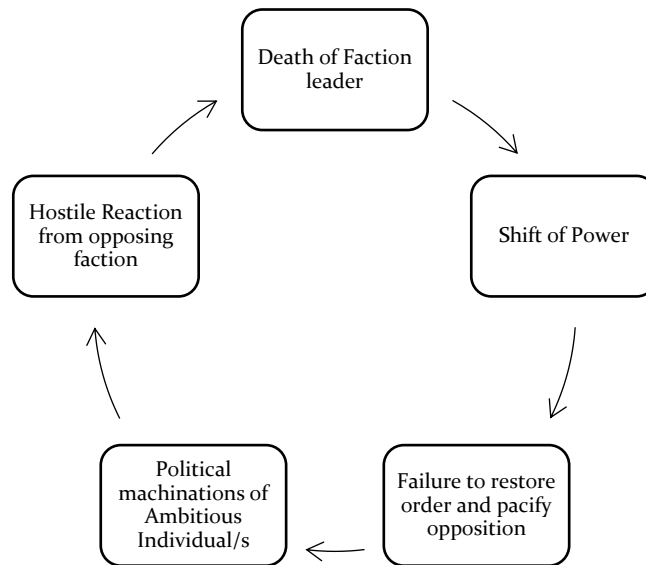 Death of Faction
leader
Shift of Power
Failure to restore
order and pacify
opposition
Political
machinations of
Ambitious
Individual/s
Hostile Reaction
from opposing
faction